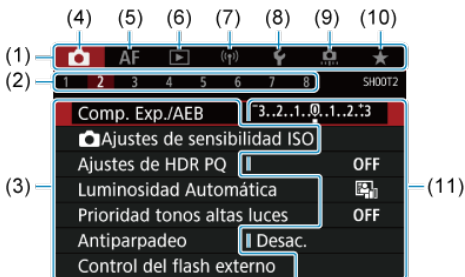 (4) (5) (6) (7) (8) (9) (10)
(1) AF
(2) 1 2 3 4 5 6 7 8 SHOOT2
Comp. Exp./AEB -3..2..1..0..1..2..+3
Ajustes de sensibilidad ISO
Ajustes de HDR PQ OFF
(3) Luminosidad Automática (11)
Prioridad tonos altas luces OFF
Antiparpadeo Desac.
Control del flash externo